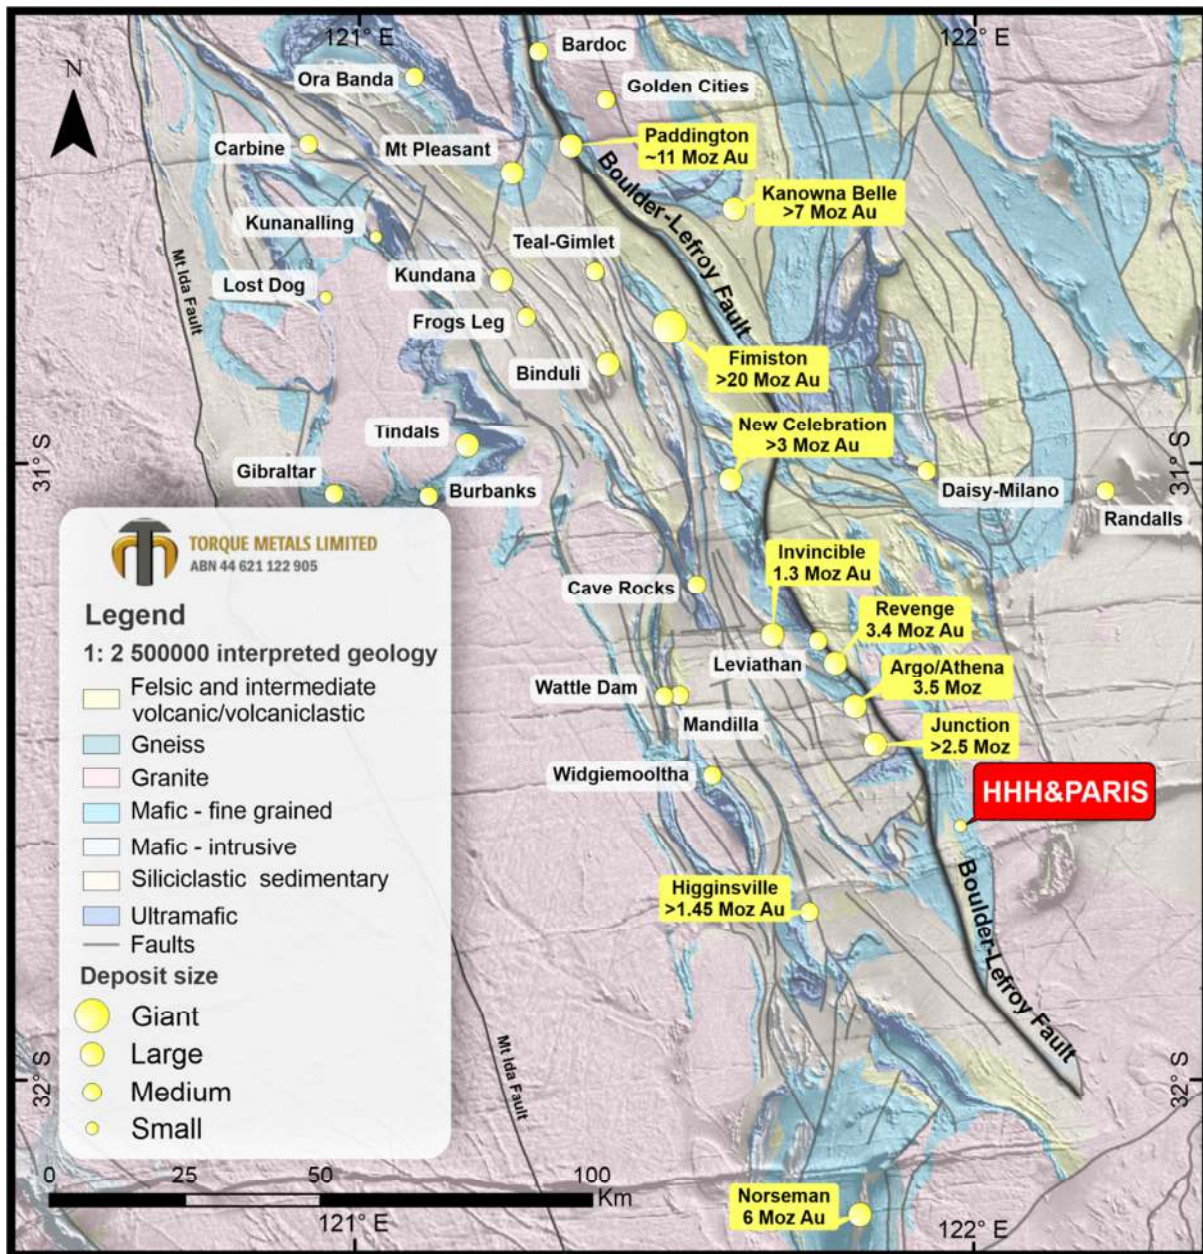 121° E
122° E
N
Bardoc
Ora Banda
Golden Cities
Paddington
~11 Moz Au
Carbine
Mt Pleasant
Boulder-Lefroy Fault
Kanowna Belle
>7 Moz Au
Kunanalling
Teal-Gimlet
Mt Ida Fault
Lost Dog
Kundana
Frogs Leg
Fimiston
>20 Moz Au
Binduli
New Celebration
>3 Moz Au
Tindals
31° S
31° S
Gibraltar
Burbanks
Daisy-Milano
Randalls
TORQUE METALS LIMITED
ABN 44 621 122 905
Legend
1: 2 500000 interpreted geology
Felsic and intermediate
volcanic/volcaniclastic
Gneiss
Granite
Mafic - fine grained
Mafic - intrusive
Siliciclastic sedimentary
Ultramafic
Faults
Deposit size
Giant
Large
Medium
Small
Invincible
1.3 Moz Au
Cave Rocks
Revenge
3.4 Moz Au
Leviathan
Argo/Athena
3.5 Moz
Wattle Dam
Mandilla
Junction
>2.5 Moz
Widgiemooltha
HHH&PARIS
Higginsville
>1.45 Moz Au
Boulder-Lefroy Fault
Mt Ida Fault
32° S
32° S
0 25 50 100
Km
Norseman
6 Moz Au
121° E
122° E